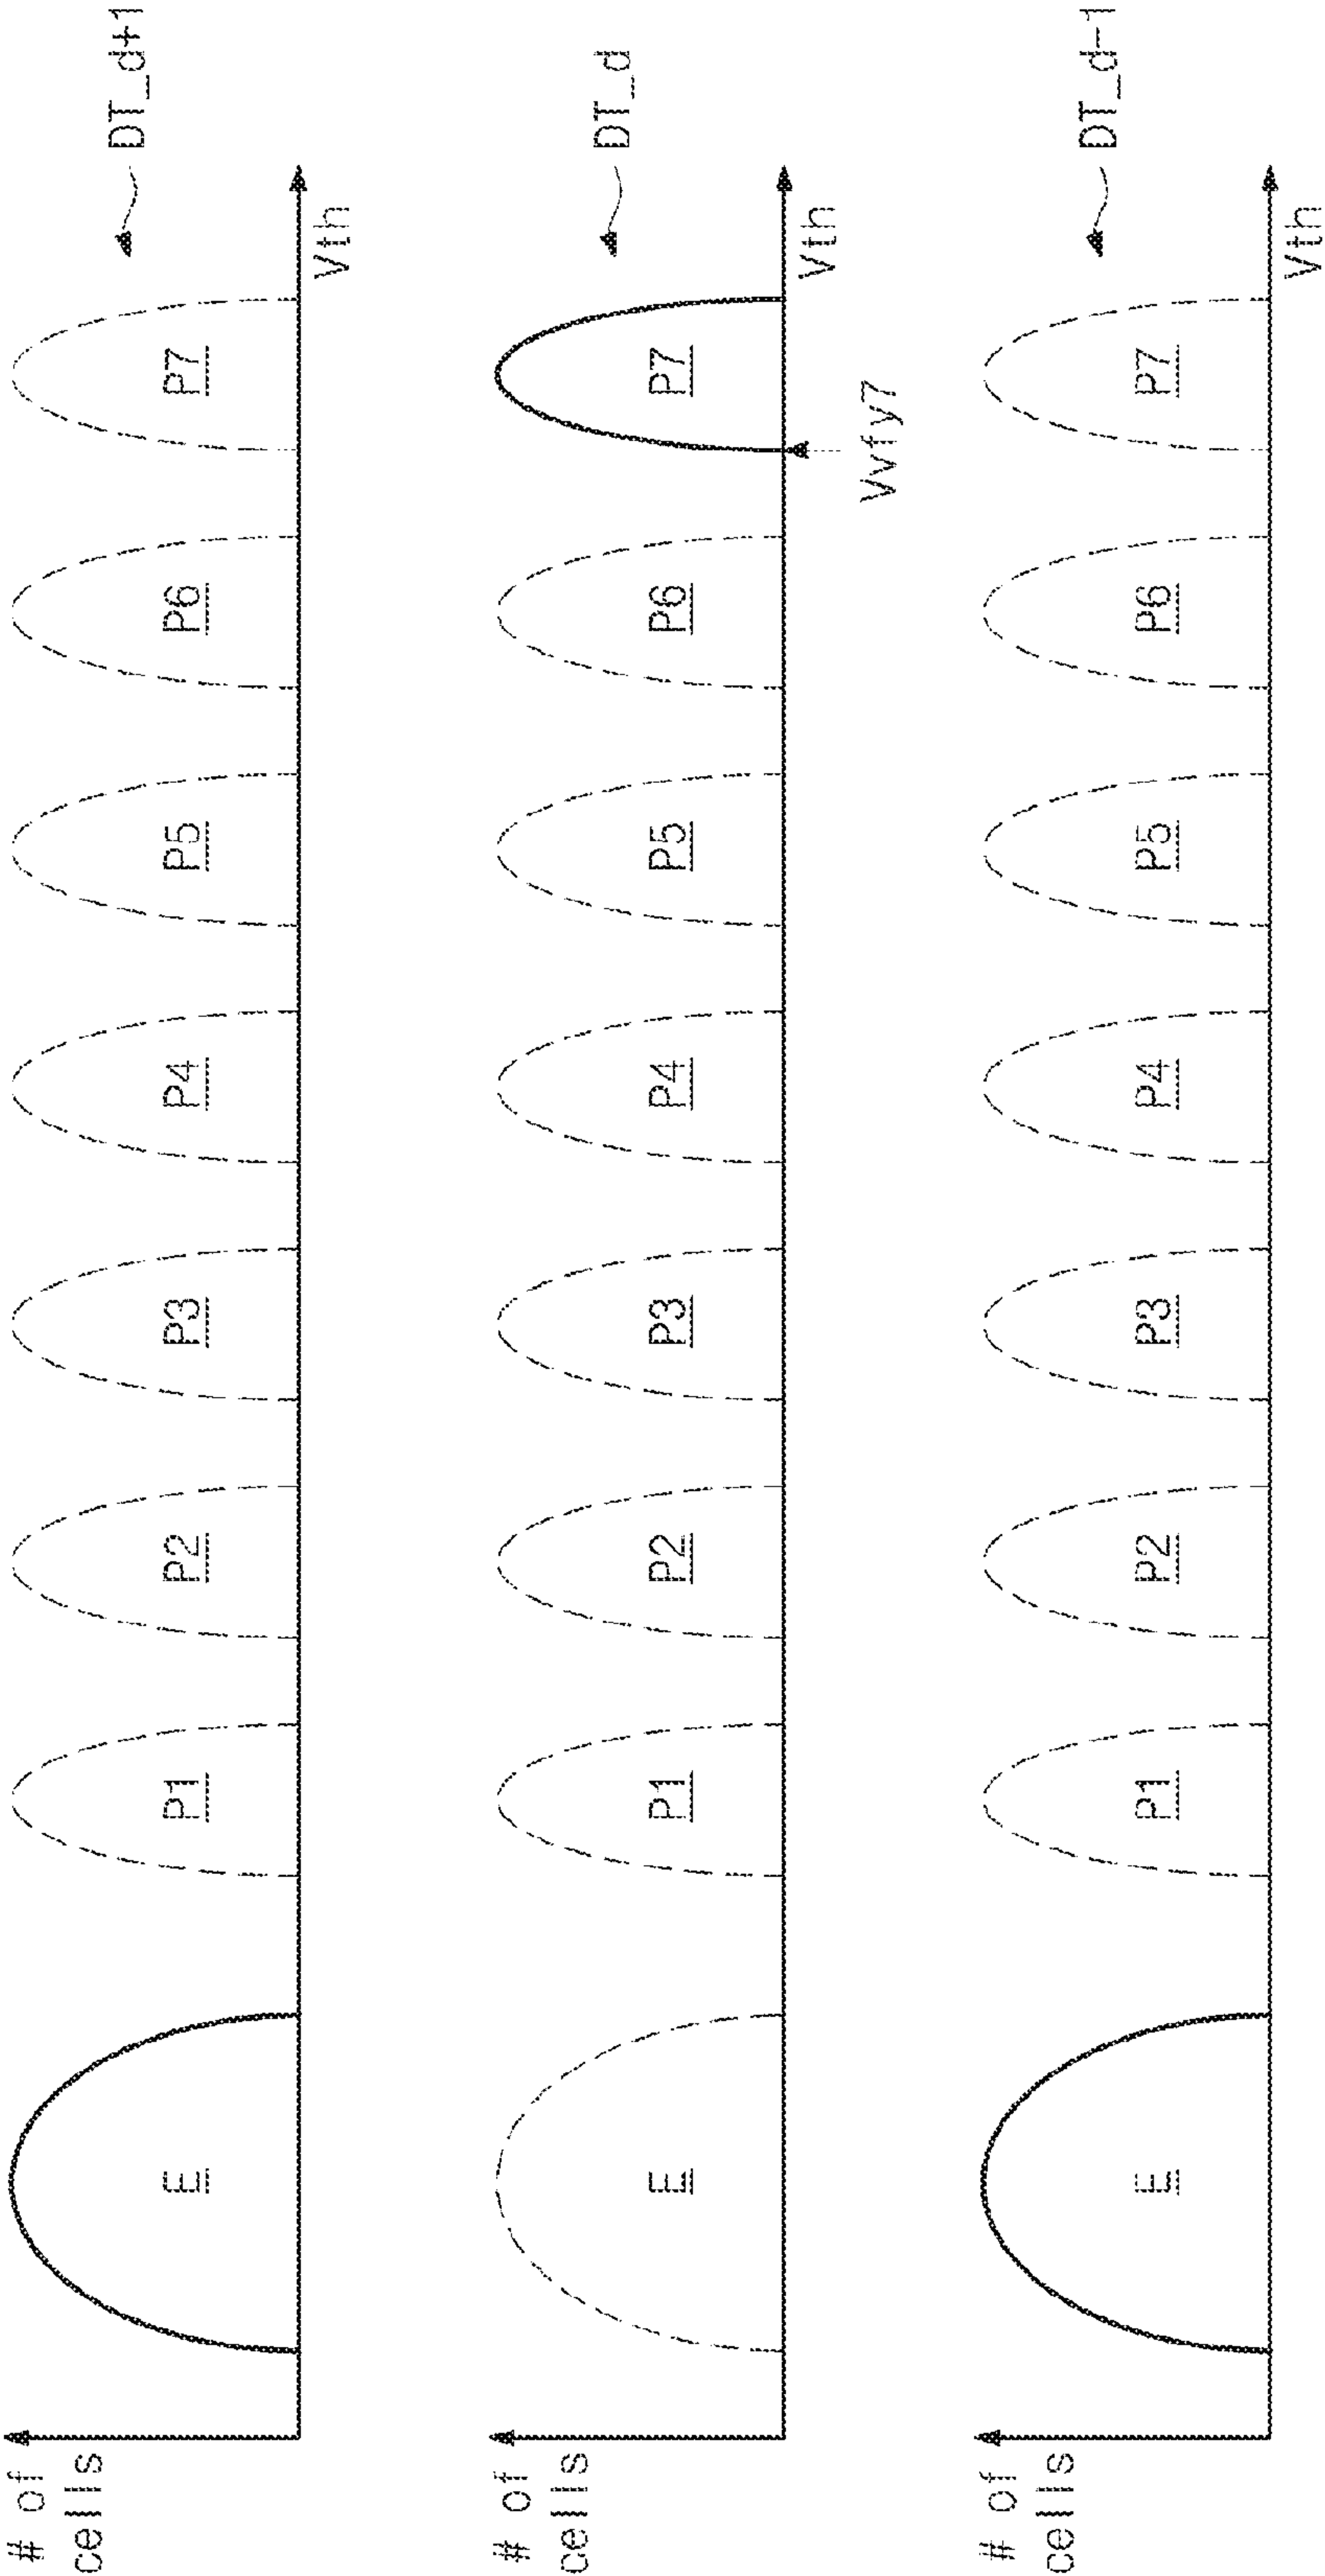 # of
cells
E
P1
P2
P3
P4
P5
P6
P7
DT_d+1
Vth
# of
cells
E
P1
P2
P3
P4
P5
P6
P7
DT_d
Vth
Vvfy7
# of
cells
E
P1
P2
P3
P4
P5
P6
P7
DT_d-1
Vth